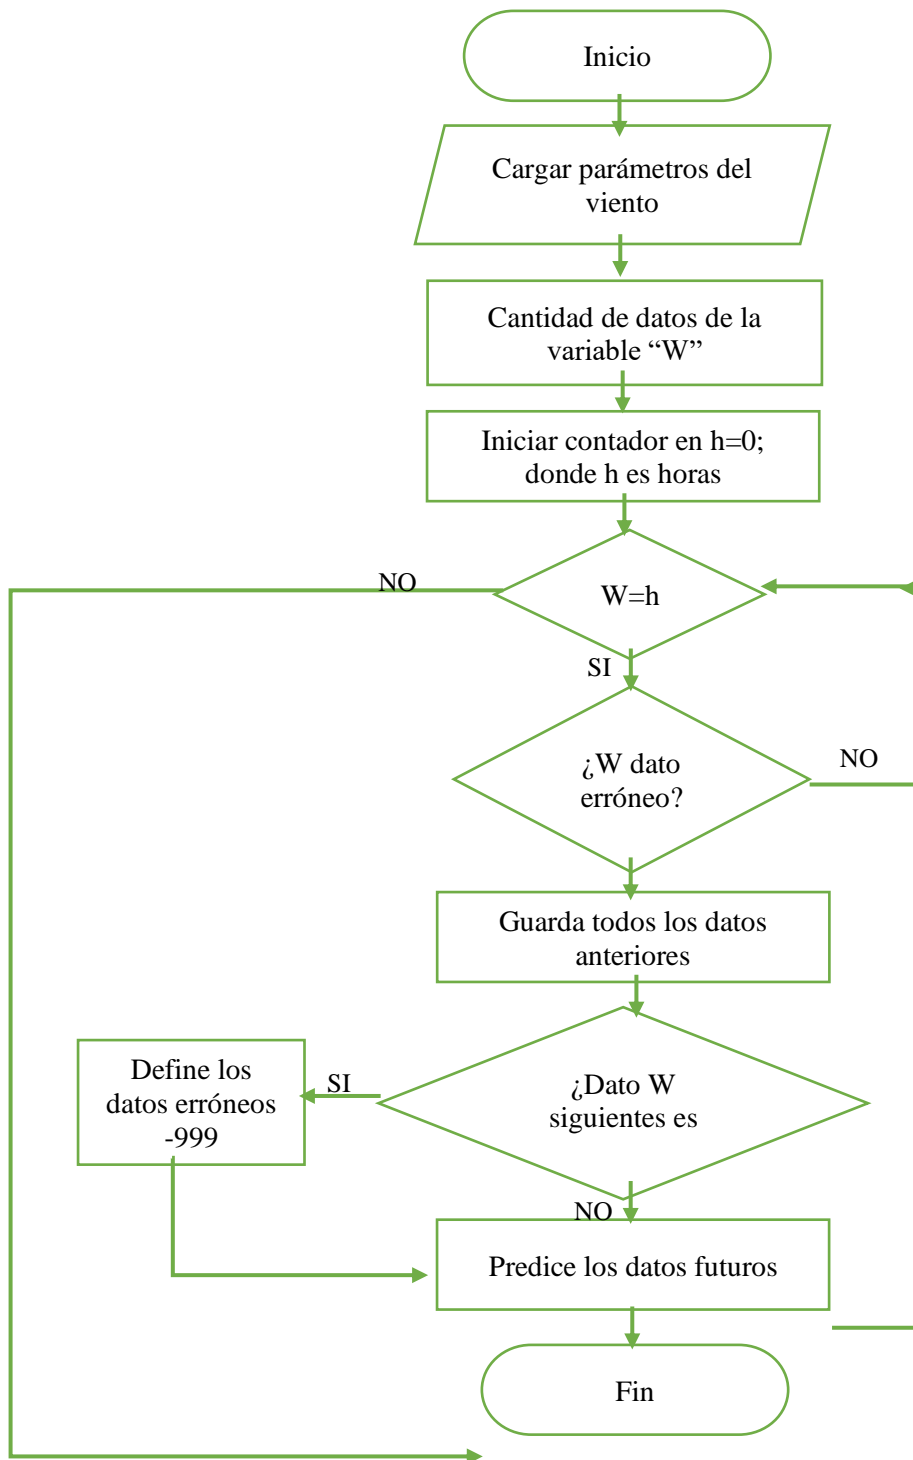 Inicio
Cargar parámetros del
viento
Cantidad de datos de la
variable “W”
Iniciar contador en h=0;
donde h es horas
NO
W=h
SI
¿W dato
erróneo?
NO
Guarda todos los datos
anteriores
Define los
datos erróneos
-999
SI
¿Dato W
siguientes es
NO
Predice los datos futuros
Fin